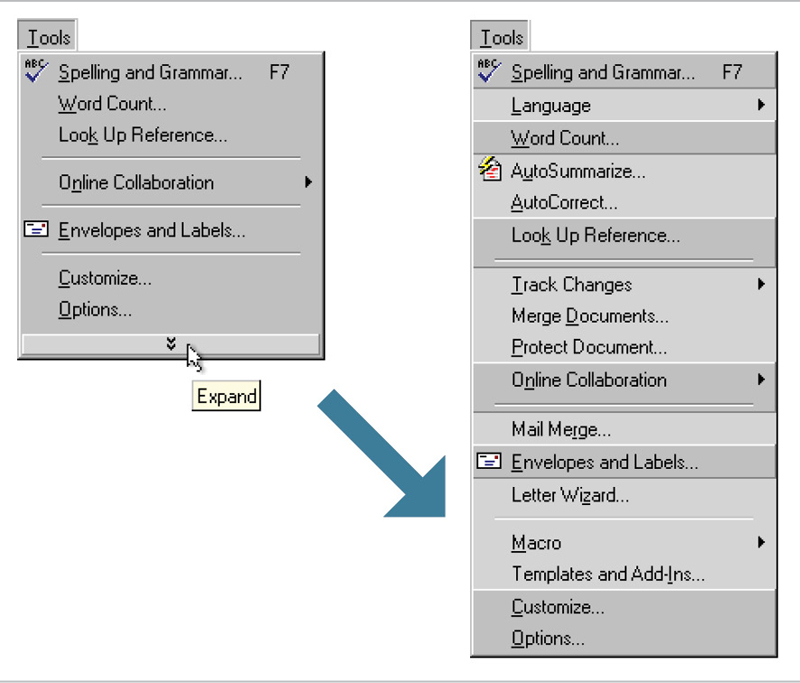 Tools
ABC
Spelling and Grammar... F7
Word Count...
Look Up Reference...
Online Collaboration
Envelopes and Labels...
Customize...
Options...
Expand
Tools
ABC
Spelling and Grammar... F7
Language
Word Count...
AutoSummarize...
AutoCorrect...
Look Up Reference...
Track Changes
Merge Documents...
Protect Document...
Online Collaboration
Mail Merge...
Envelopes and Labels...
Letter Wizard...
Macro
Templates and Add-Ins...
Customize...
Options...